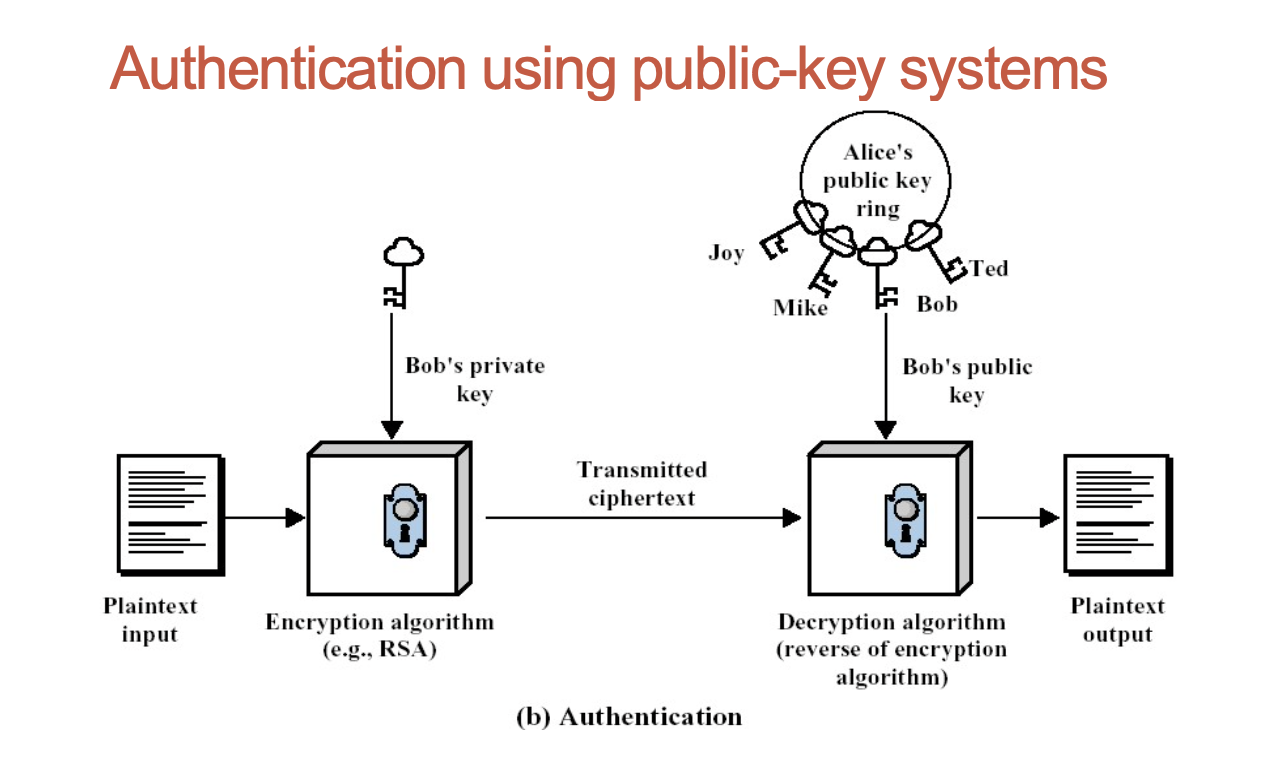 Authentication using public-key systems
Alice's
public key
ring
Joy
Mike
Bob
Ted
Bob's private
key
Bob's public
key
Transmitted
ciphertext
Plaintext
input
Encryption algorithm
(e.g., RSA)
Decryption algorithm
(reverse of encryption
algorithm)
Plaintext
output
(b) Authentication